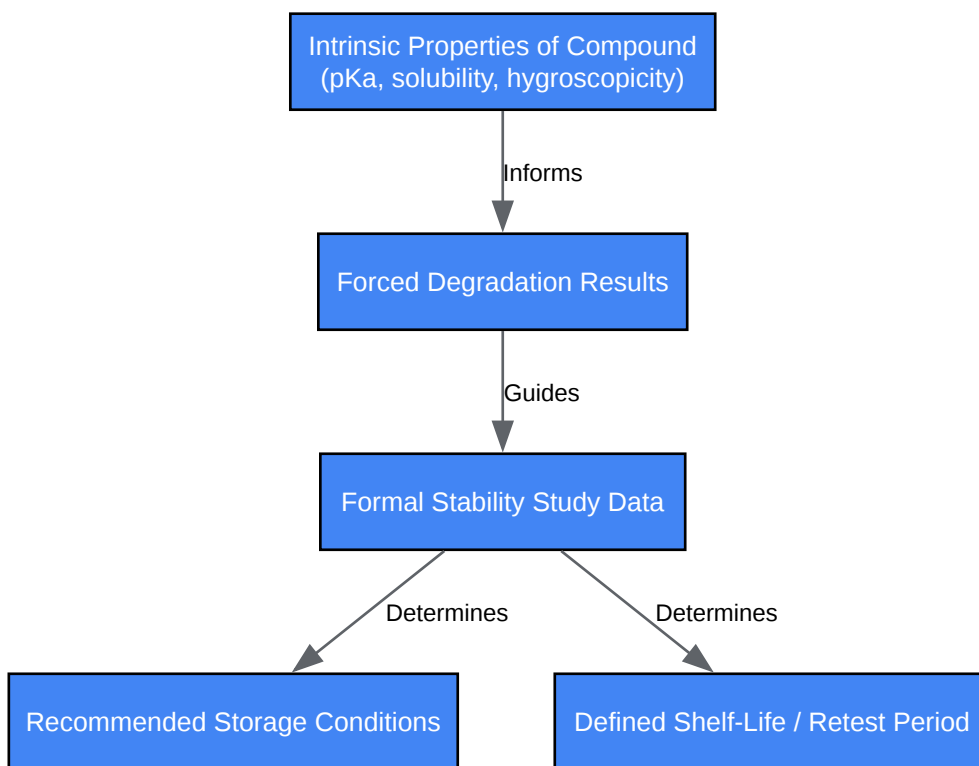 Intrinsic Properties of Compound
(pKa, solubility, hygroscopicity)
Informs
Forced Degradation Results
Guides
Formal Stability Study Data
Determines
Determines
Recommended Storage Conditions
Defined Shelf-Life / Retest Period